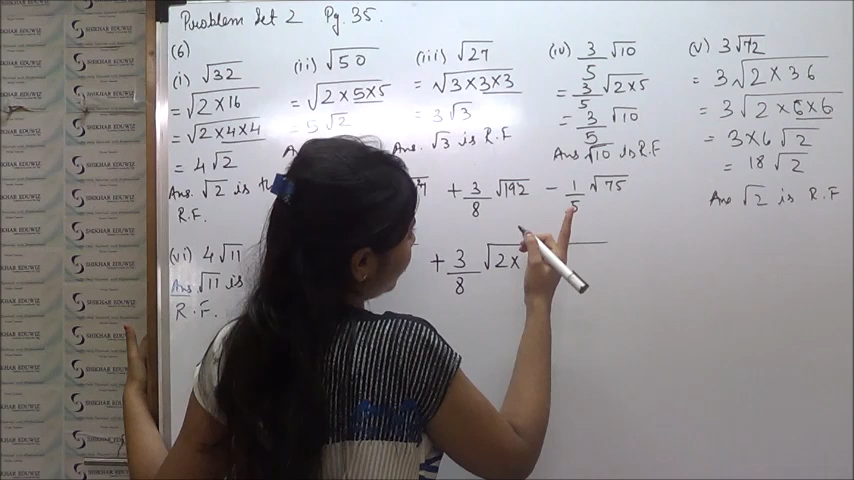 Problem Set 2 Pg. 35.
(6)
(i) √32
= √2 × 16
= √2 × 4 × 4
= 4 √2
Ans. √2 is
R.F.
(ii) √50
= √2 × 5 × 5
= 5 √2
(iii) √27
= √3 × 3 × 3
= 3 √3
Ans. √3 is R.F
(iv) 3/5 √10
= 3/5 √2 × 5
= 3/5 √10
Ans √10 is R.F
(v) 3√72
= 3 √2 × 36
= 3 √2 × 6 × 6
= 3 × 6 √2
= 18 √2
Ans √2 is R.F
(vi) 4 √11
Ans √11 is
R.F.
+ 3/8 √192 − 1/5 √75
+ 3/8 √2×
SHIKHAR EDUWIZ